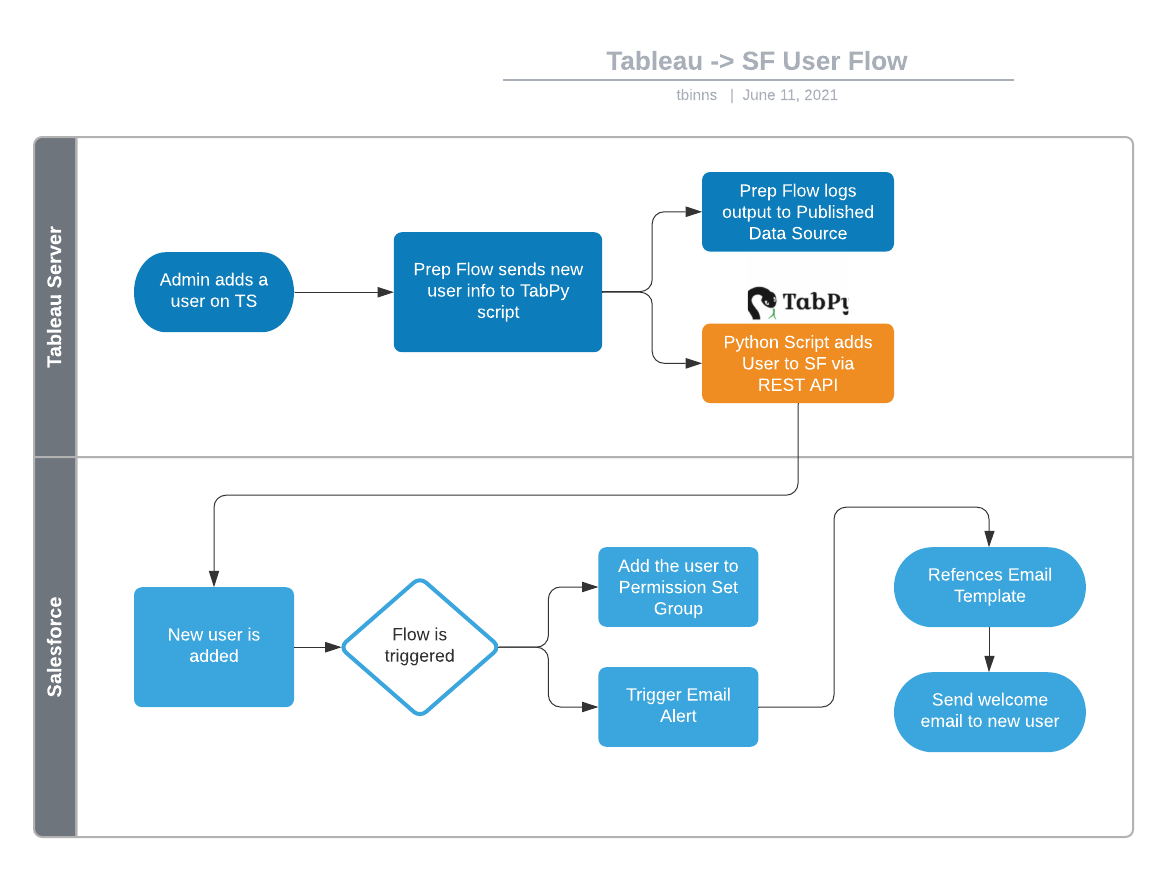 Tableau -> SF User Flow
tbinns | June 11, 2021
Tableau Server
Admin adds a
user on TS
Prep Flow sends new
user info to TabPy
script
Prep Flow logs
output to Published
Data Source
TabPy
Python Script adds
User to SF via
REST API
Salesforce
New user is
added
Flow is
triggered
Add the user to
Permission Set
Group
Trigger Email
Alert
Refences Email
Template
Send welcome
email to new user